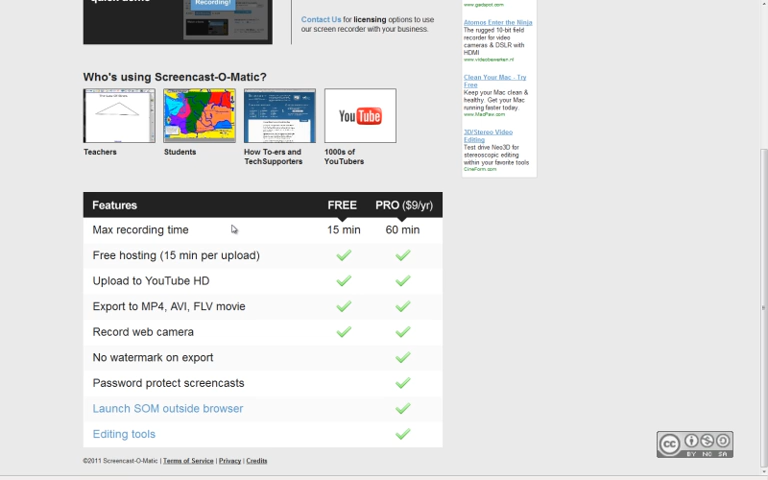 Recording!
Contact Us for licensing options to use
our screen recorder with your business.
www.gadspot.com
Atomos Enter the Ninja
The rugged 10-bit field
recorder for video
cameras & DSLR with
HDMI
Clean Your Mac - Try
Free
Keep your Mac clean &
healthy. Get your Mac
running faster today.
www.MacPaw.com
3D/Stereo Video
Editing
Test drive Neo3D for
stereoscopic editing
within your favorite tools
CineForm.com
Who's using Screencast-O-Matic?
YouTube
Teachers
Students
How To-ers and
TechSupporters
1000s of
YouTubers
Features FREE PRO ($9/yr)
Max recording time 15 min 60 min
Free hosting (15 min per upload)
Upload to YouTube HD
Export to MP4, AVI, FLV movie
Record web camera
No watermark on export
Password protect screencasts
Launch SOM outside browser
Editing tools
©2011 Screencast-O-Matic | Terms of Service | Privacy | Credits
cc
BY NC SA